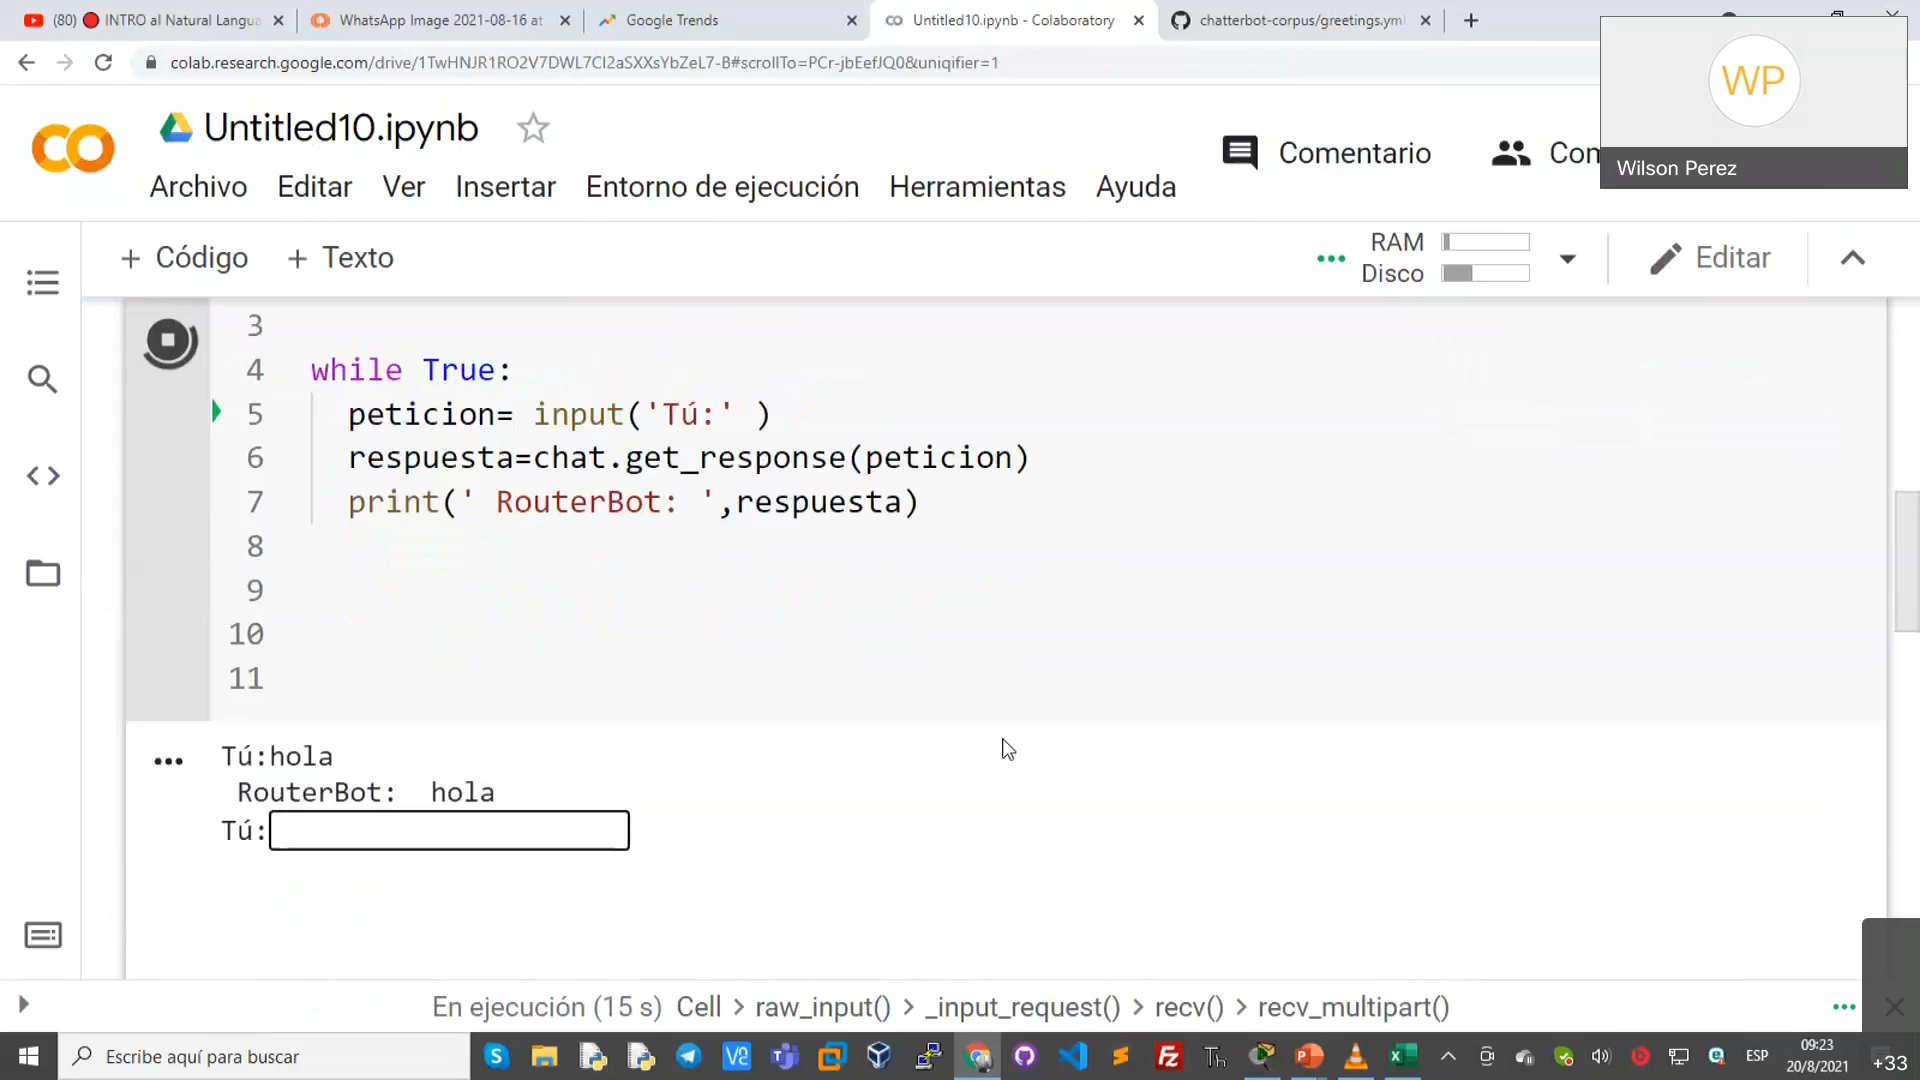 (80) INTRO al Natural Langua
WhatsApp Image 2021-08-16 at
Google Trends
Untitled10.ipynb - Colaboratory
chatterbot-corpus/greetings.yml
colab.research.google.com/drive/1TwHNJR1RO2V7DWL7CI2aSXXsYbZeL7-B#scrollTo=PCr-jbEefJQ0&uniqifier=1
WP
Wilson Perez
Untitled10.ipynb
Comentario
Con
Archivo Editar Ver Insertar Entorno de ejecución Herramientas Ayuda
+ Código + Texto
RAM
Disco
Editar
3
4 while True:
5 peticion= input('Tú:' )
6 respuesta=chat.get_response(peticion)
7 print(' RouterBot: ',respuesta)
8
9
10
11
Tú:hola
RouterBot:  hola
Tú:
En ejecución (15 s) Cell > raw_input() > _input_request() > recv() > recv_multipart()
Escribe aquí para buscar
ESP
09:23
20/8/2021
+33